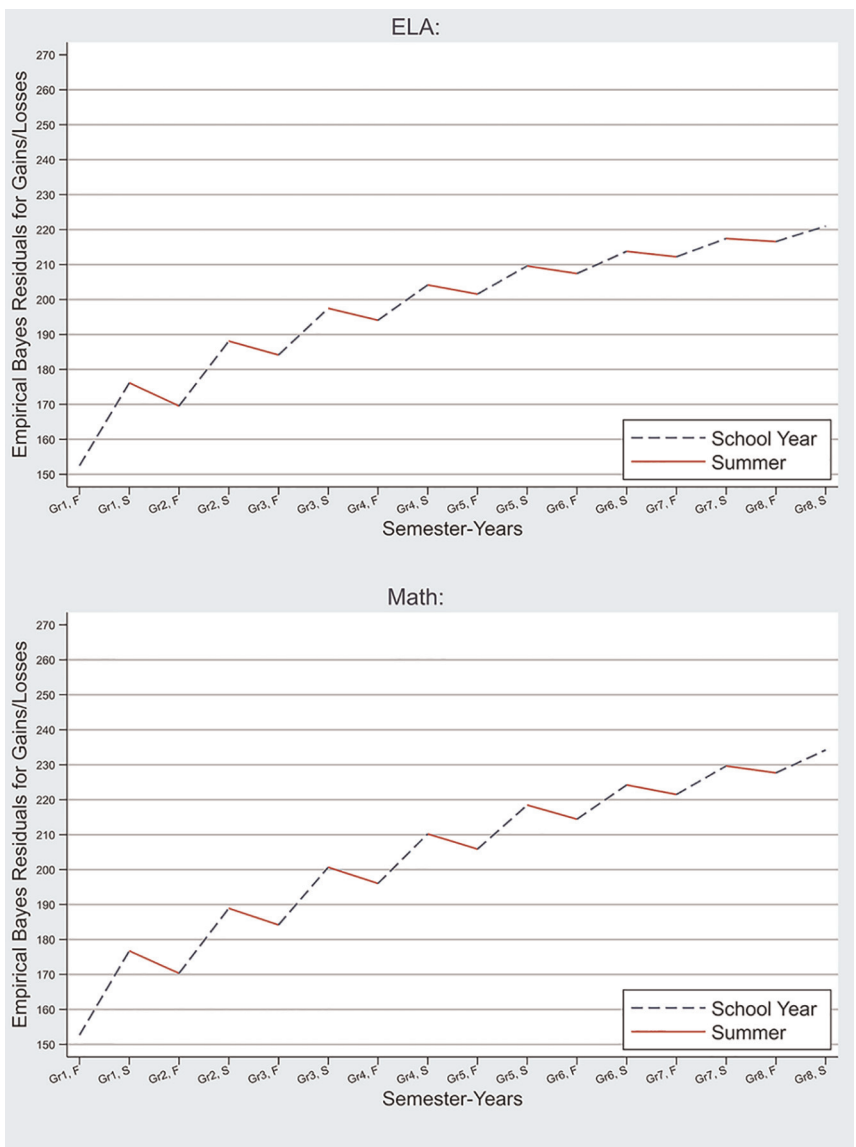 ELA:
Empirical Bayes Residuals for Gains/Losses
270
260
250
240
230
220
210
200
190
180
170
160
150
School Year
Summer
Gr1, F
Gr1, S
Gr2, F
Gr2, S
Gr3, F
Gr3, S
Gr4, F
Gr4, S
Gr5, F
Gr5, S
Gr6, F
Gr6, S
Gr7, F
Gr7, S
Gr8, F
Gr8, S
Semester-Years
Math:
Empirical Bayes Residuals for Gains/Losses
270
260
250
240
230
220
210
200
190
180
170
160
150
School Year
Summer
Gr1, F
Gr1, S
Gr2, F
Gr2, S
Gr3, F
Gr3, S
Gr4, F
Gr4, S
Gr5, F
Gr5, S
Gr6, F
Gr6, S
Gr7, F
Gr7, S
Gr8, F
Gr8, S
Semester-Years